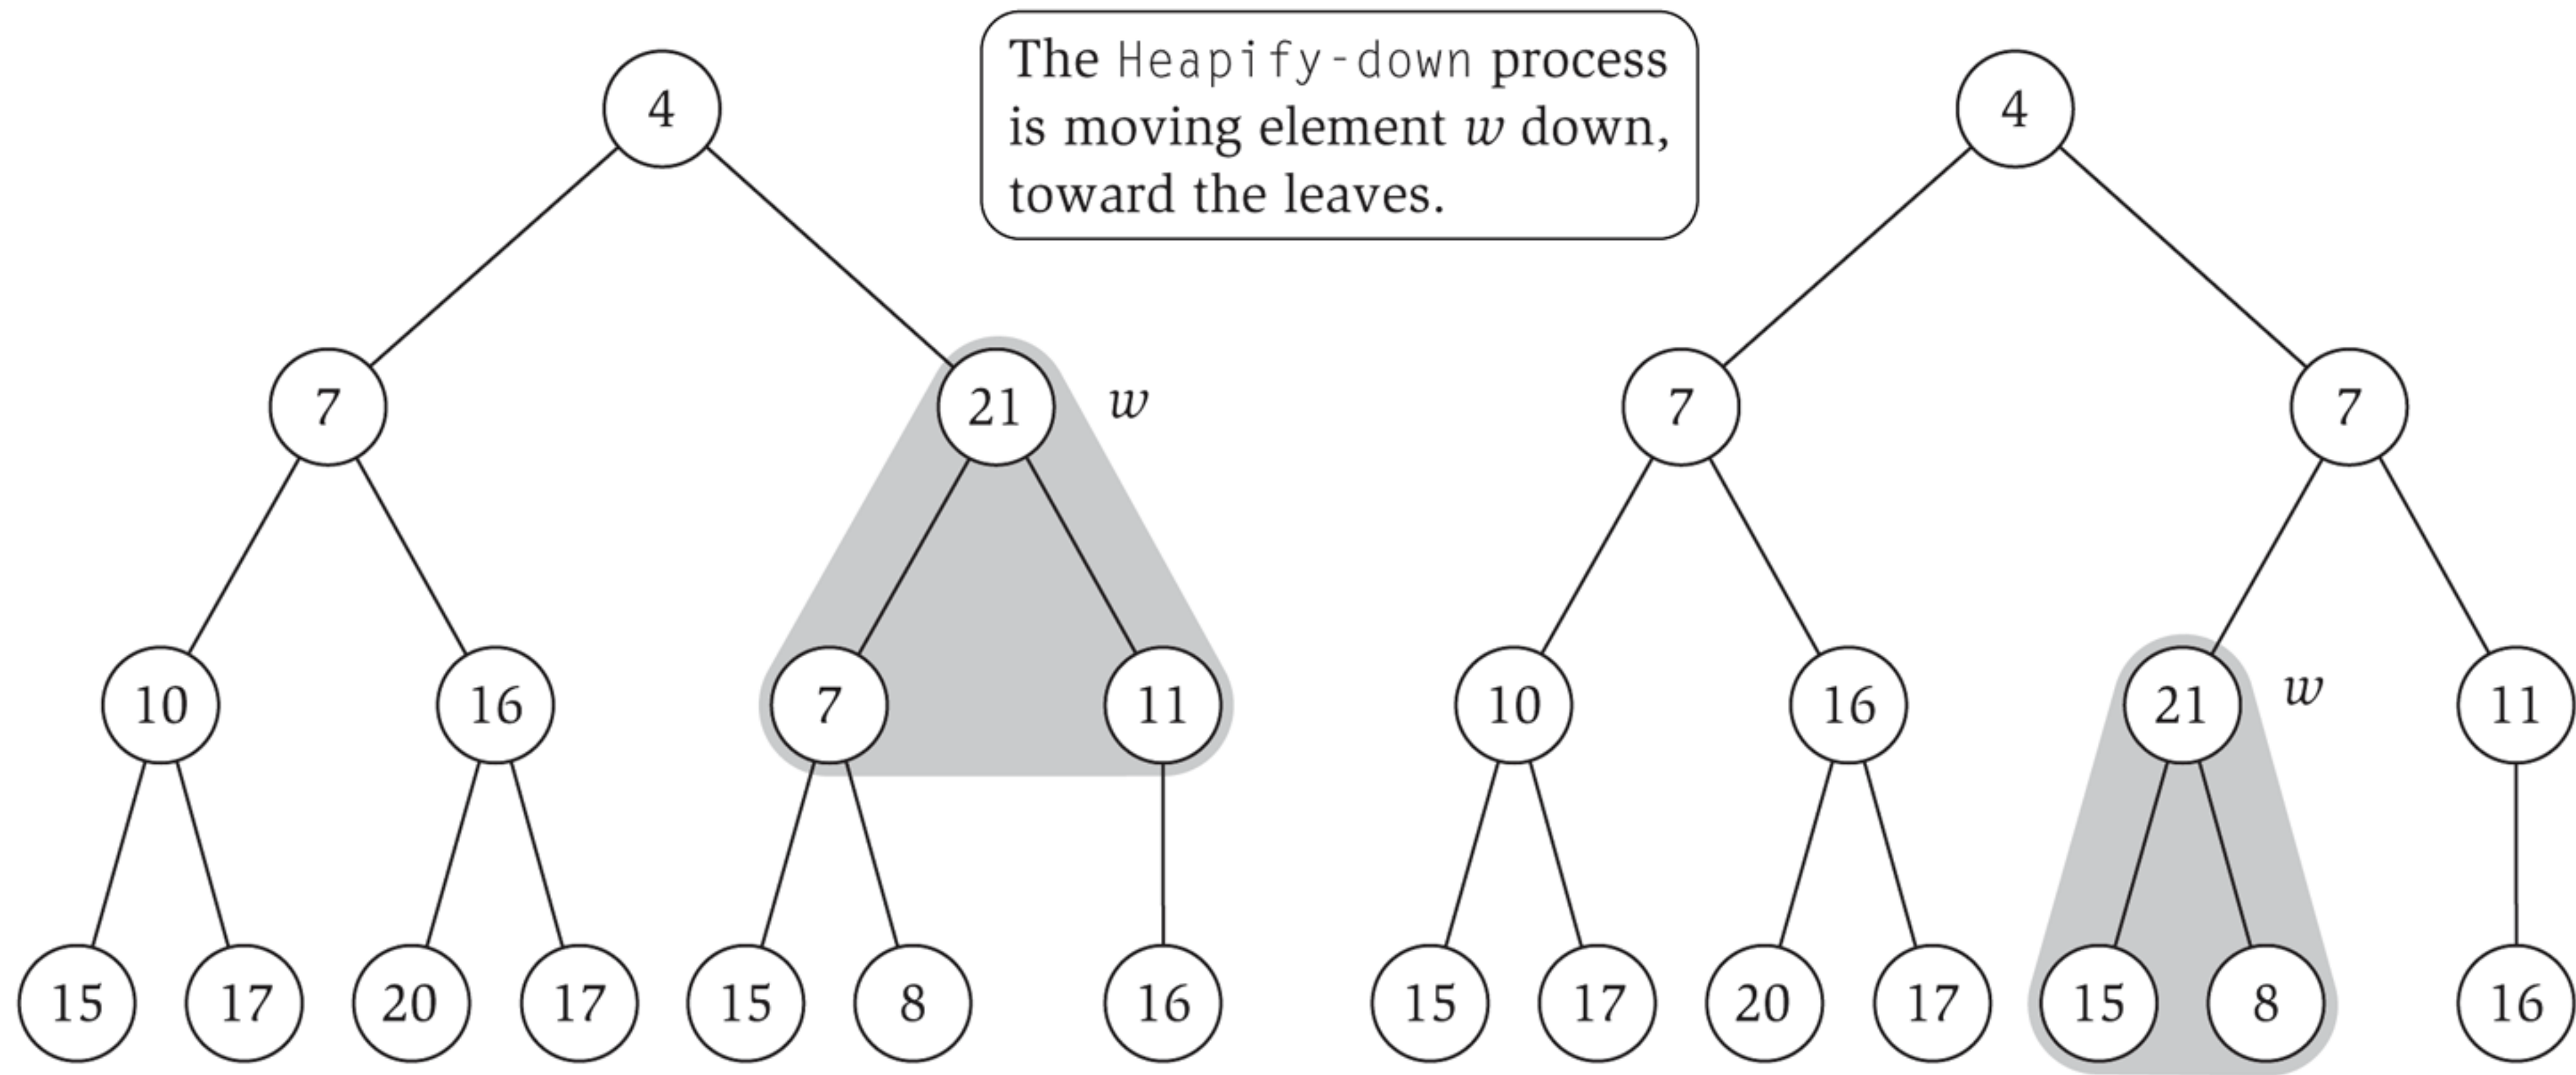 The Heapify-down process
is moving element w down,
toward the leaves.
4
7 21 w
10 16 7 11
15 17 20 17 15 8 16
4
7 7
10 16 21 w 11
15 17 20 17 15 8 16